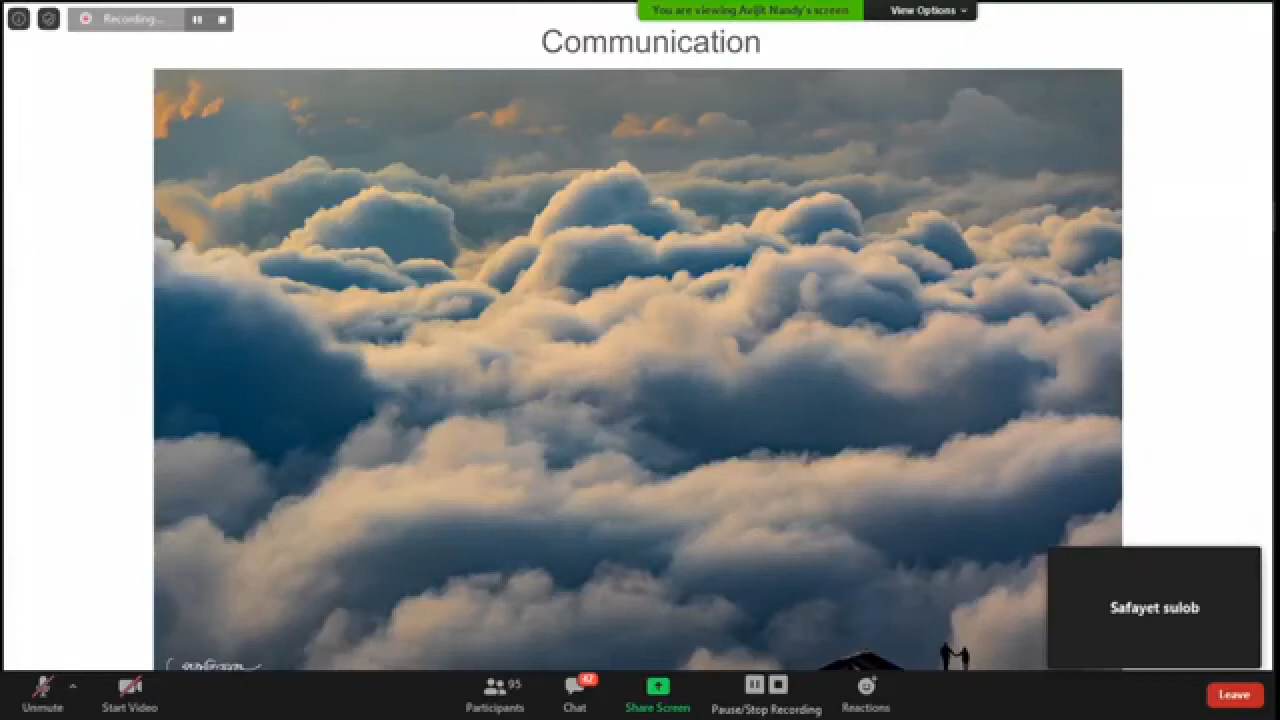 Recording...
You are viewing Avijit Nandy's screen
View Options
Communication
Safayet sulob
Unmute
Start Video
95
Participants
42
Chat
Share Screen
Pause/Stop Recording
Reactions
Leave